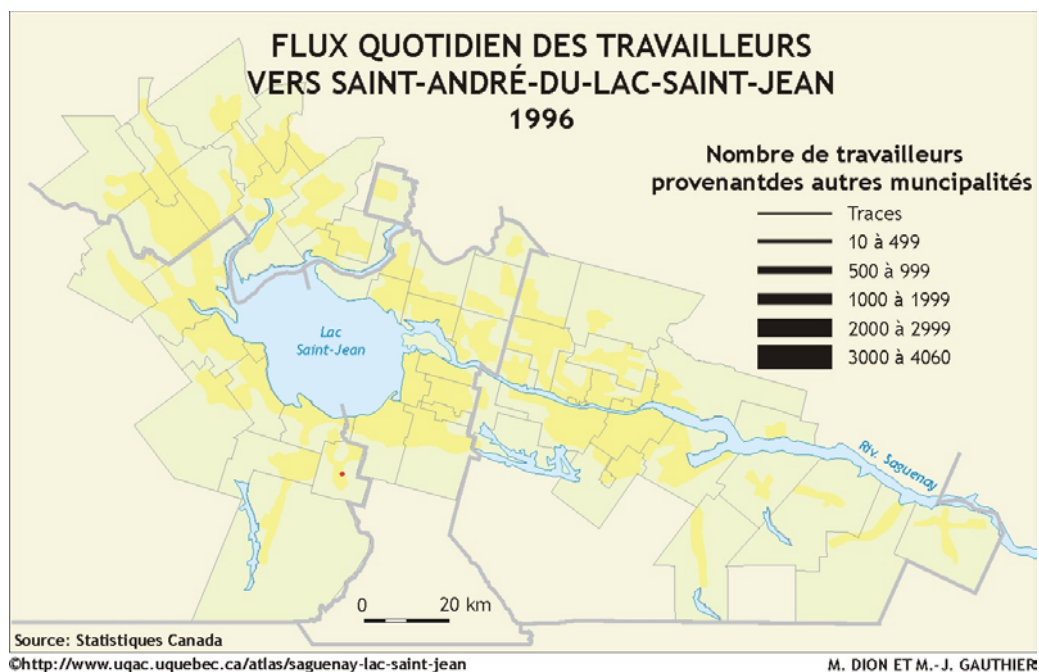 FLUX QUOTIDIEN DES TRAVAILLEURS
VERS SAINT-ANDRÉ-DU-LAC-SAINT-JEAN
1996
Nombre de travailleurs
provenantdes autres muncipalités
Traces
10 à 499
500 à 999
1000 à 1999
2000 à 2999
3000 à 4060
Lac
Saint-Jean
Riv. Saguenay
0 20 km
Source: Statistiques Canada
©http://www.uqac.uquebec.ca/atlas/saguenay-lac-saint-jean
M. DION ET M.- J. GAUTHIER